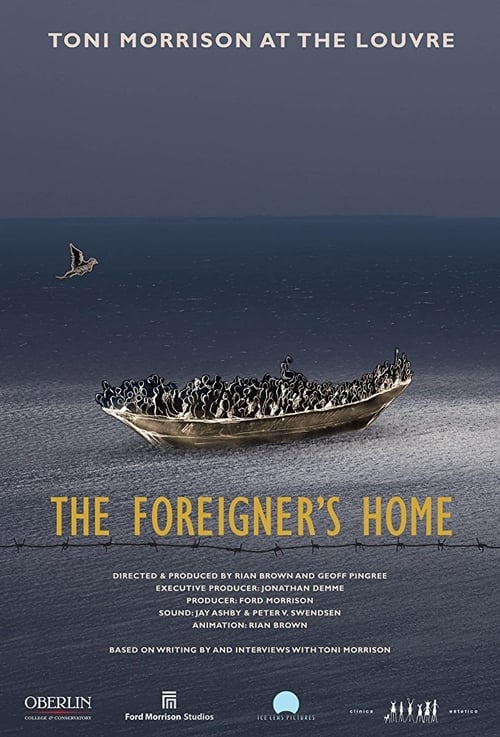 TONI MORRISON AT THE LOUVRE
THE FOREIGNER'S HOME
DIRECTED & PRODUCED BY RIAN BROWN AND GEOFF PINGREE
EXECUTIVE PRODUCER: JONATHAN DEMME
PRODUCER: FORD MORRISON
SOUND: JAY ASHBY & PETER V. SWENDSEN
ANIMATION: RIAN BROWN
BASED ON WRITING BY AND INTERVIEWS WITH TONI MORRISON
OBERLIN
COLLEGE & CONSERVATORY
Ford Morrison Studios
ICE LENS PICTURES
clinica estetico